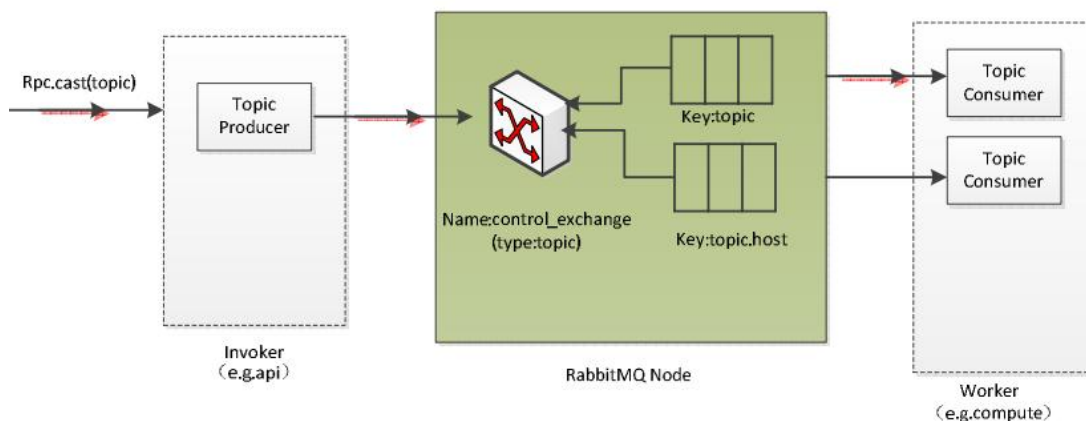 Rpc.cast(topic)
Topic
Producer
Invoker
（e.g.api）
Name:control_exchange
(type:topic)
Key:topic
Key:topic.host
RabbitMQ Node
Topic
Consumer
Topic
Consumer
Worker
（e.g.compute）